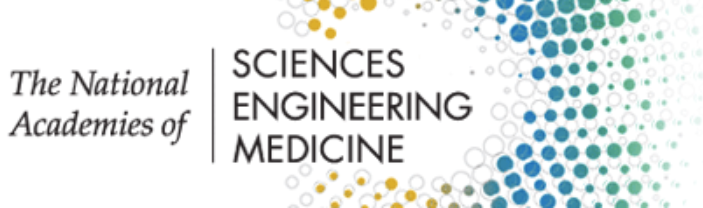 The National
Academies of
SCIENCES
ENGINEERING
MEDICINE